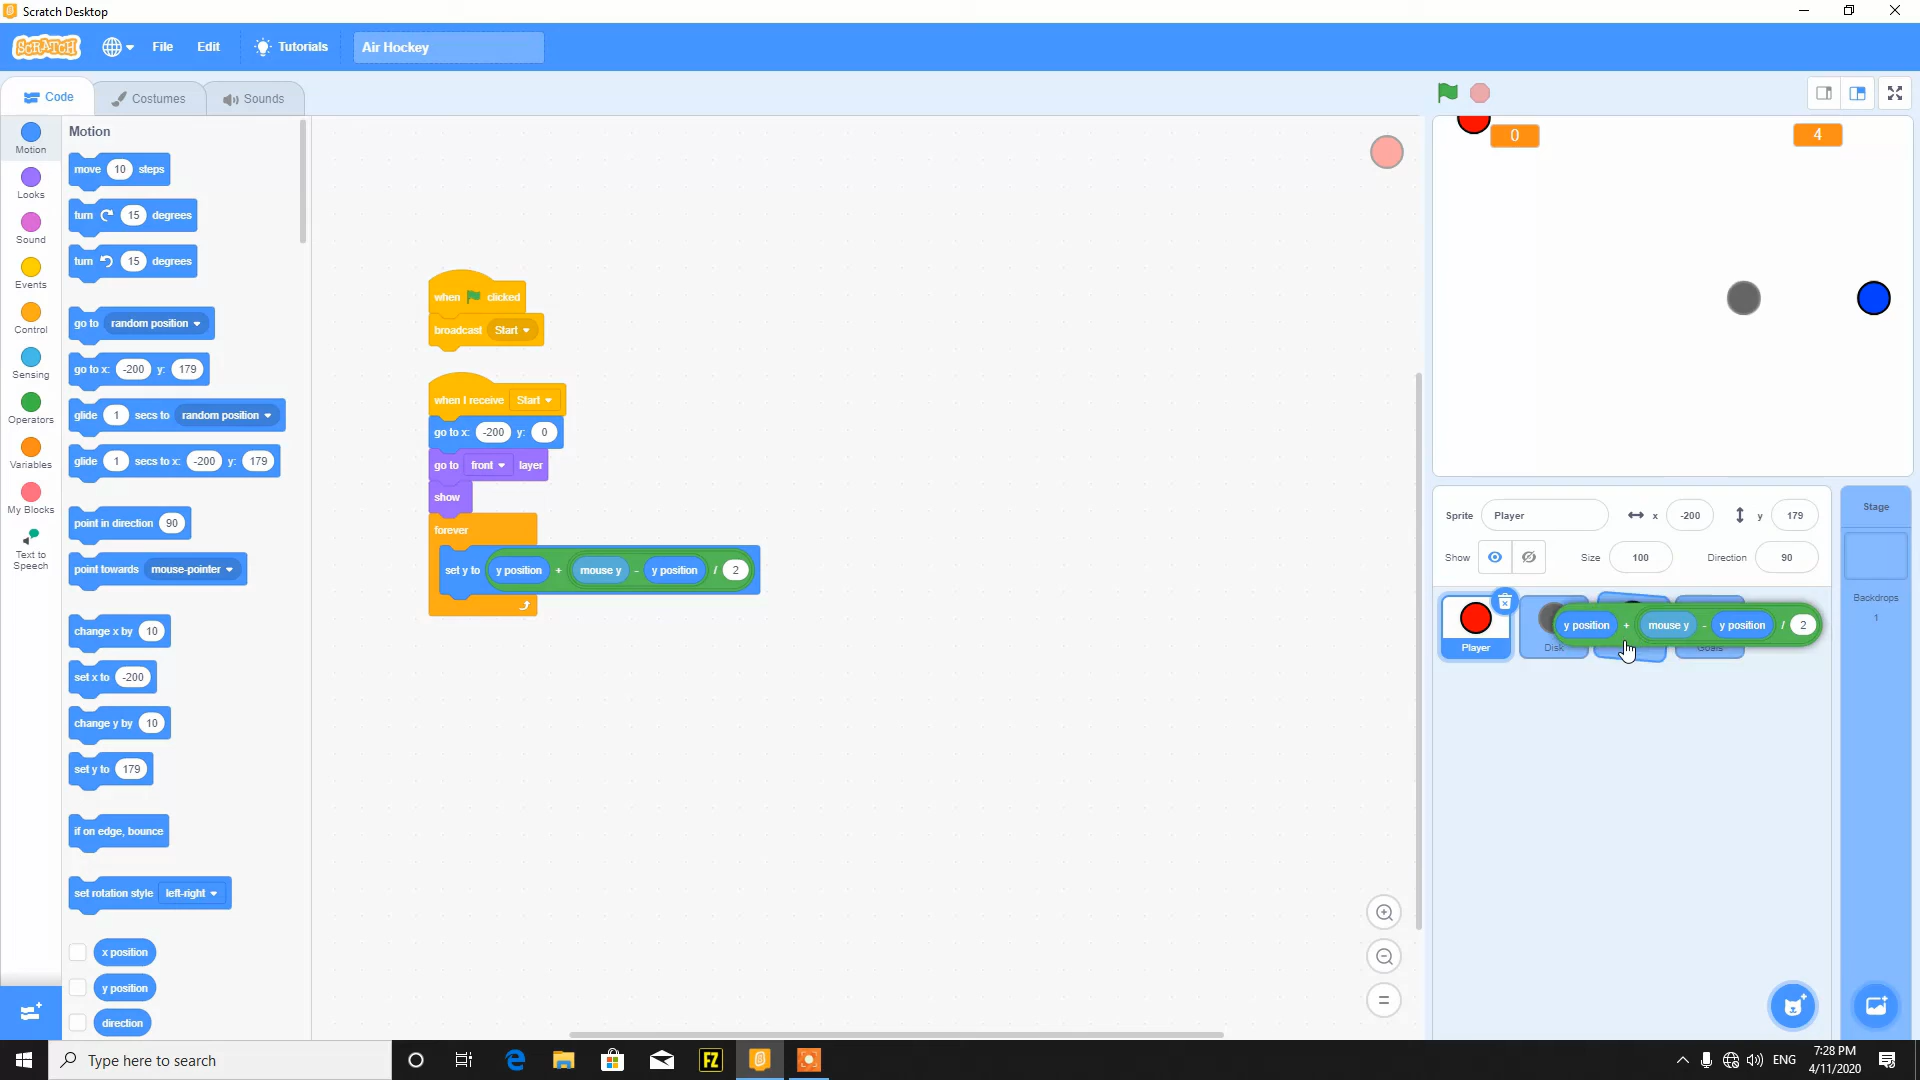 Scratch Desktop
SCRATCH File Edit Tutorials Air Hockey
Code Costumes Sounds
Motion
Looks
Sound
Events
Control
Sensing
Operators
Variables
My Blocks
Text to
Speech
Motion
move 10 steps
turn 15 degrees
turn 15 degrees
go to random position
go to x: -200 y: 179
glide 1 secs to random position
glide 1 secs to x: -200 y: 179
point in direction 90
point towards mouse-pointer
change x by 10
set x to -200
change y by 10
set y to 179
if on edge, bounce
set rotation style left-right
x position
y position
direction
when clicked
broadcast Start
when I receive Start
go to x: -200 y: 0
go to front layer
show
forever
set y to y position + mouse y - y position / 2
0 4
Sprite Player x -200 y 179
Show Size 100 Direction 90
y position + mouse y - y position / 2
Player Disk Goals
Stage
Backdrops
1
Type here to search
FZ
ENG
7:28 PM
4/11/2020